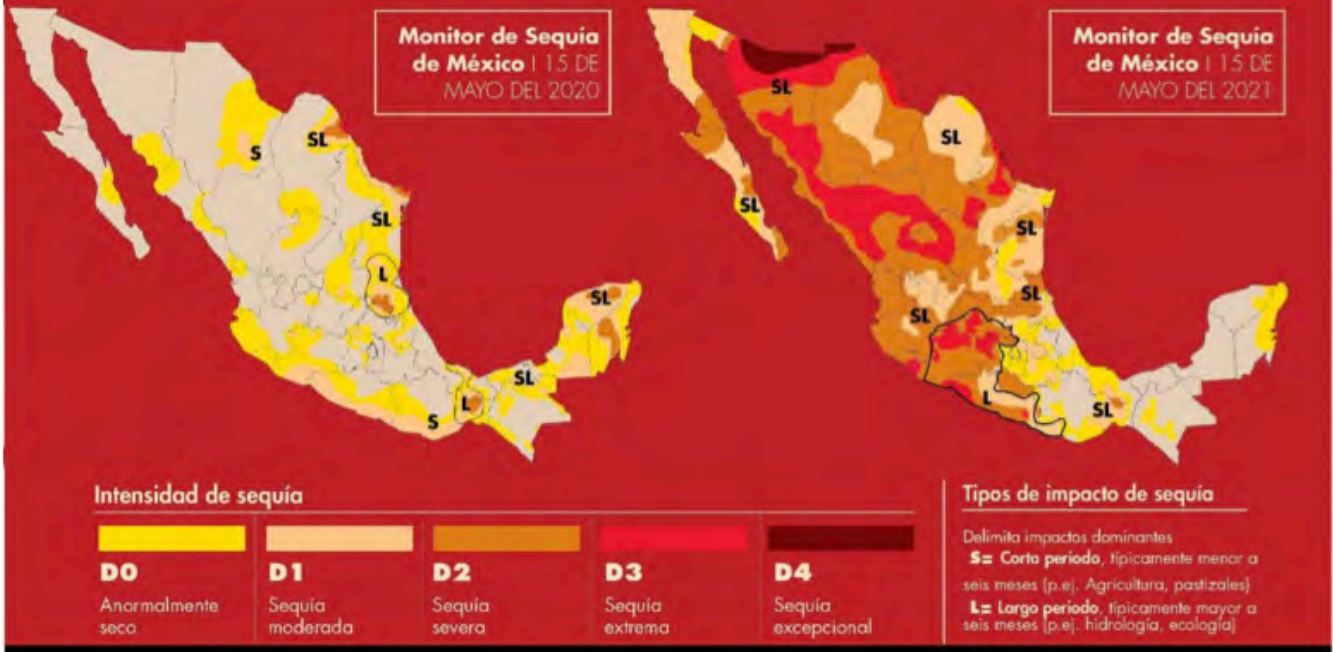 Monitor de Sequía
de México | 15 DE
MAYO DEL 2020
S
SL
SL
L
SL
SL
L
S
Monitor de Sequía
de México | 15 DE
MAYO DEL 2021
SL
SL
SL
SL
SL
SL
L
SL
Intensidad de sequía
D0
Anormalmente
seco
D1
Sequía
moderada
D2
Sequía
severa
D3
Sequía
extrema
D4
Sequía
excepcional
Tipos de impacto de sequía
Delimita impactos dominantes
S= Corto periodo, típicamente menor a
seis meses (p.ej. Agricultura, pastizales)
L= Largo periodo, típicamente mayor a
seis meses (p.ej. hidrología, ecología)